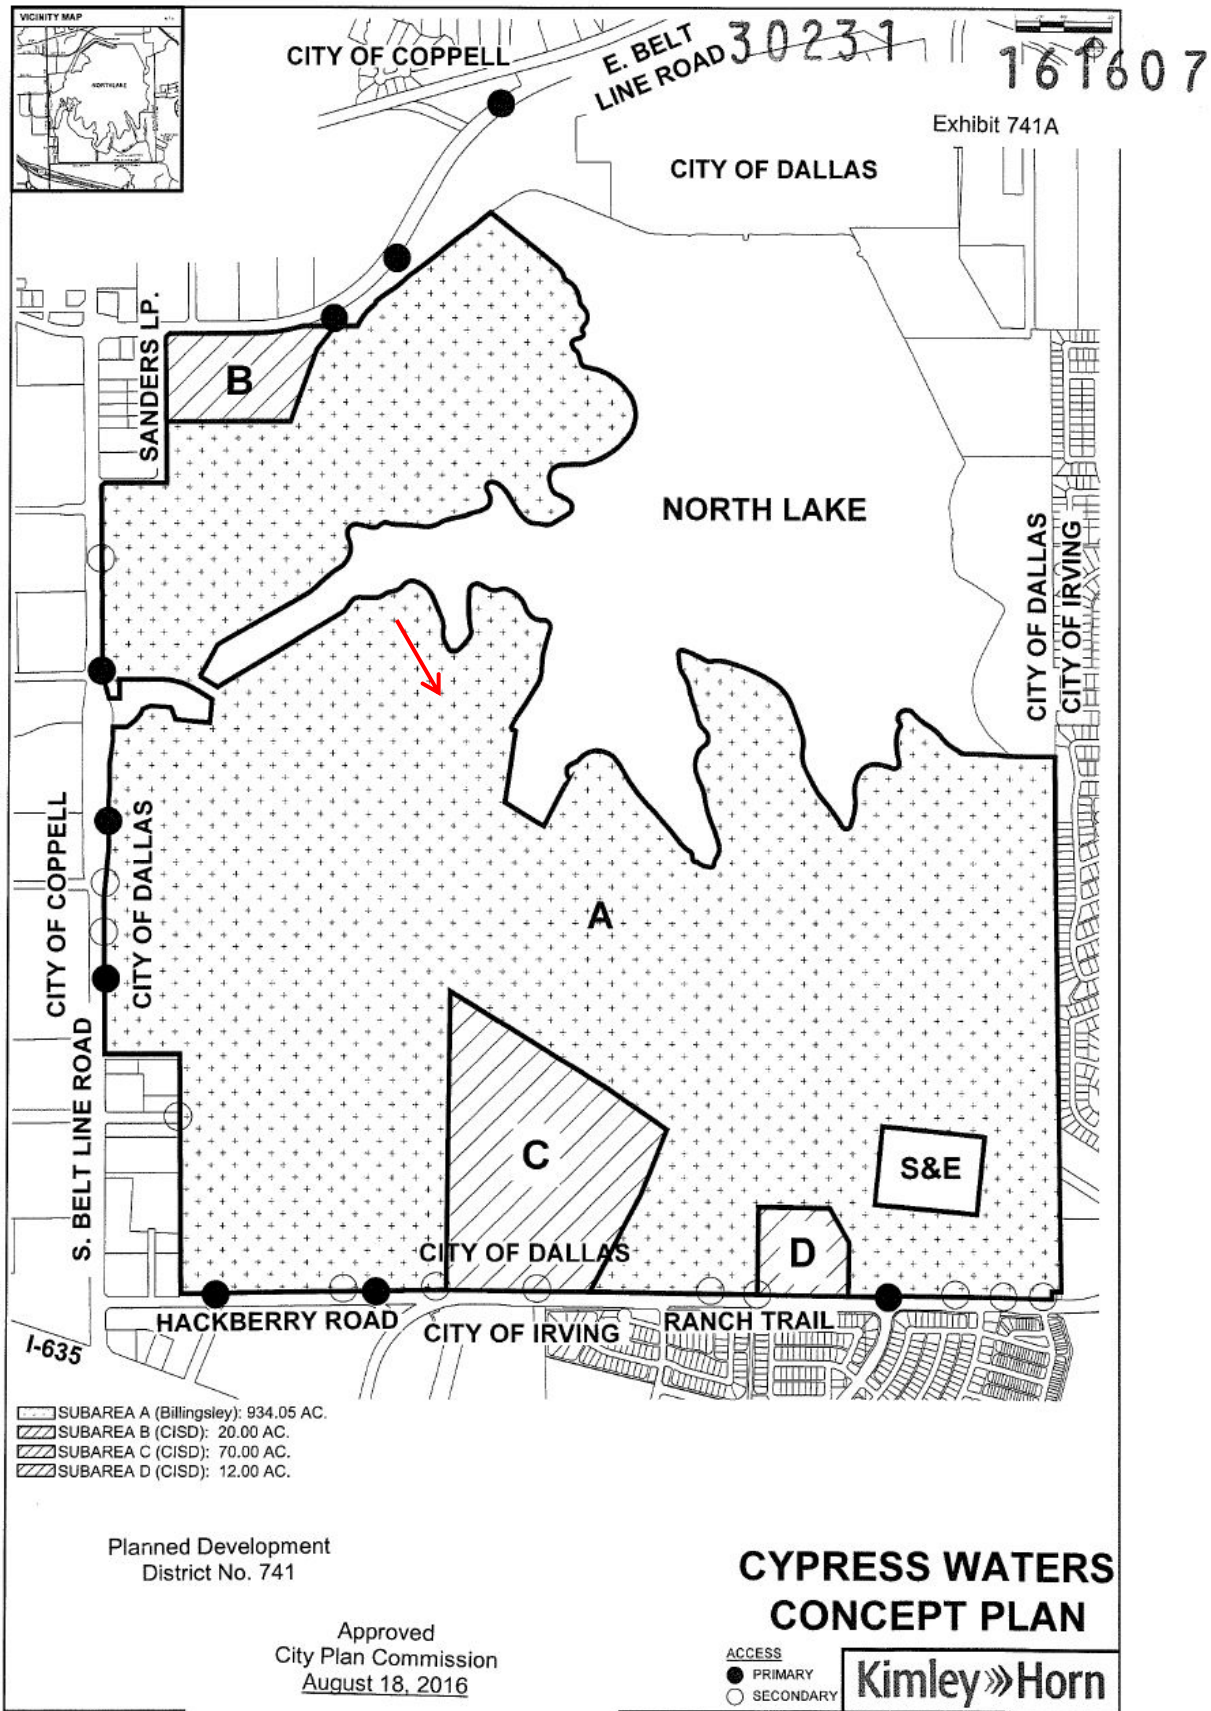 VICINITY MAP
NORTHLAKE
CITY OF COPPELL
E. BELT
LINE ROAD
30231
161607
Exhibit 741A
CITY OF DALLAS
SANDERS LP.
B
NORTH LAKE
CITY OF DALLAS
CITY OF IRVING
CITY OF COPPELL
CITY OF DALLAS
A
S. BELT LINE ROAD
C
S&E
D
CITY OF DALLAS
HACKBERRY ROAD
CITY OF IRVING
RANCH TRAIL
I-635
SUBAREA A (Billingsley): 934.05 AC.
SUBAREA B (CISD): 20.00 AC.
SUBAREA C (CISD): 70.00 AC.
SUBAREA D (CISD): 12.00 AC.
Planned Development
District No. 741
Approved
City Plan Commission
August 18, 2016
CYPRESS WATERS
CONCEPT PLAN
ACCESS
PRIMARY
SECONDARY
Kimley»Horn